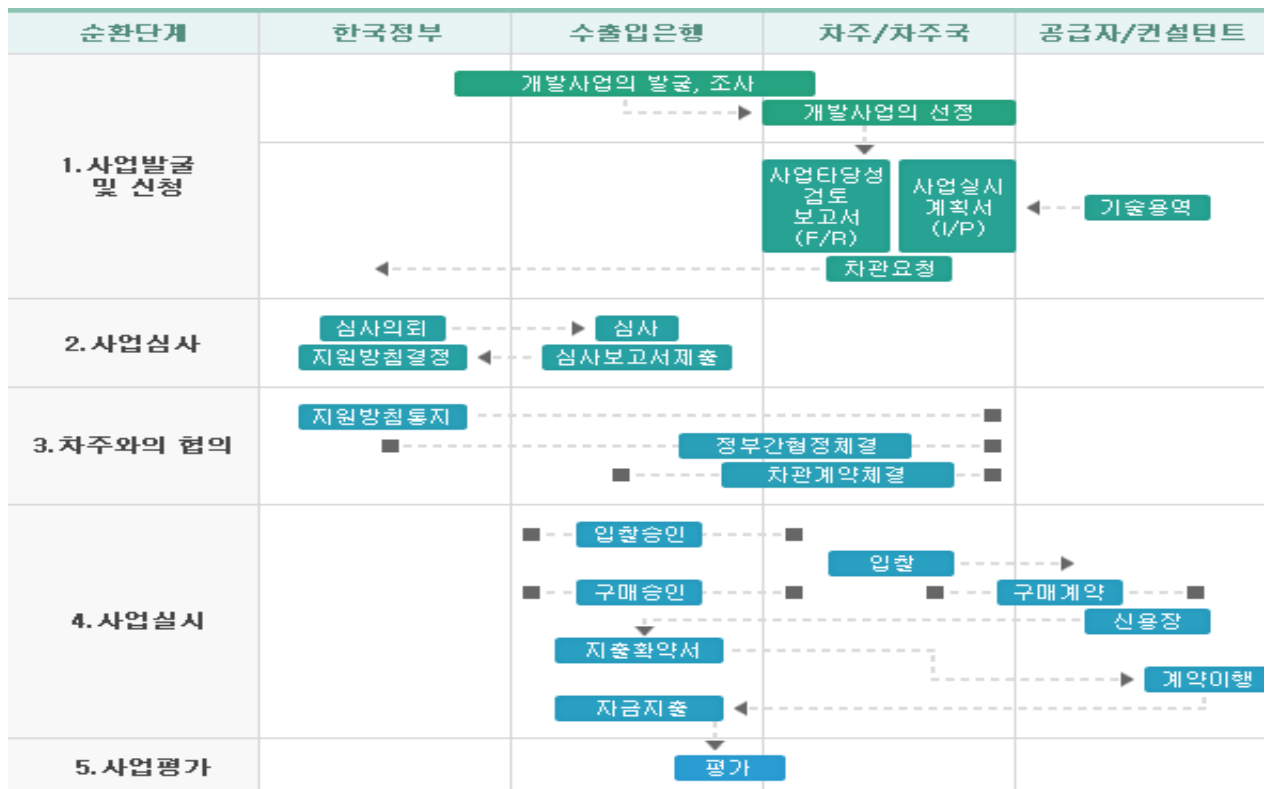 순환단계
한국정부
수출입은행
차주/차주국
공급자/컨설턴트
1.사업발굴
및 신청
개발사업의 발굴, 조사
개발사업의 선정
사업타당성
검토
보고서
(F/R)
사업실시
계획서
(I/P)
기술용역
차관요청
2.사업심사
심사의뢰
심사
지원방침결정
심사보고서제출
3.차주와의 협의
지원방침통지
정부간협정체결
차관계약체결
4.사업실시
입찰승인
입찰
구매승인
구매계약
신용장
지출확약서
계약이행
자금지출
5.사업평가
평가